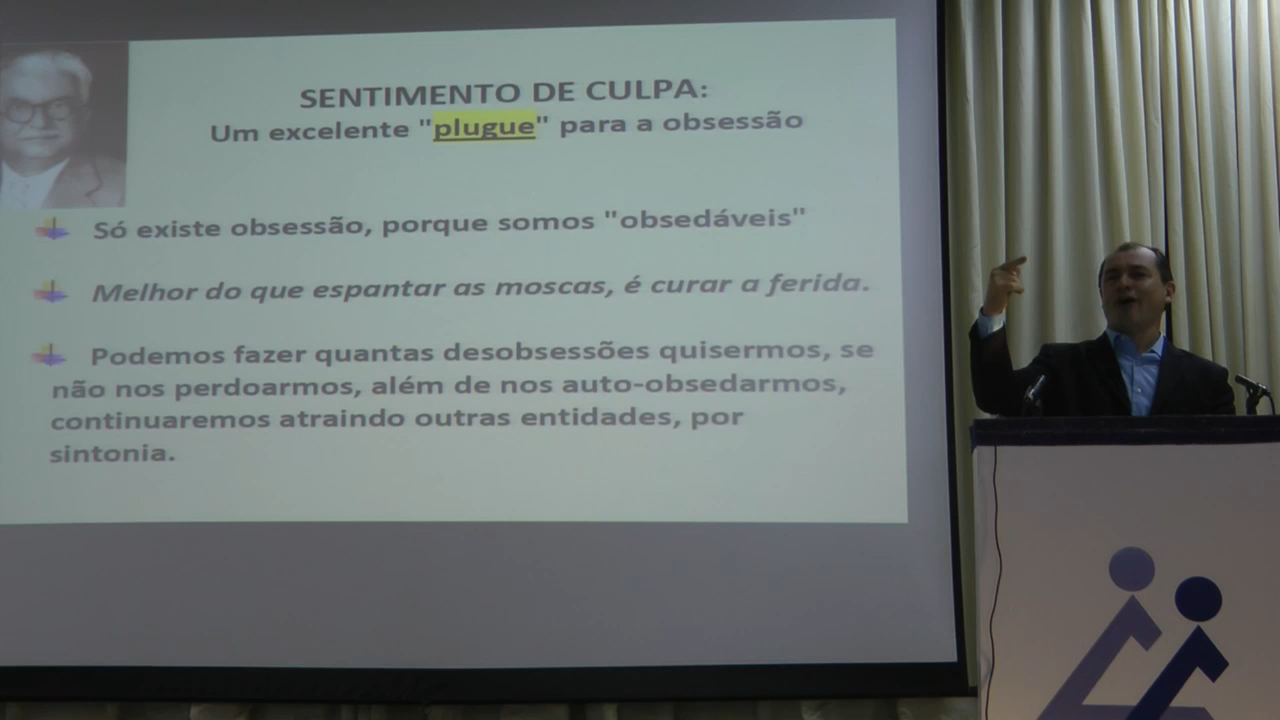 SENTIMENTO DE CULPA:
Um excelente "plugue" para a obsessão
Só existe obsessão, porque somos "obsedáveis"
Melhor do que espantar as moscas, é curar a ferida.
Podemos fazer quantas desobsessões quisermos, se
não nos perdoarmos, além de nos auto-obsedarmos,
continuaremos atraindo outras entidades, por
sintonia.